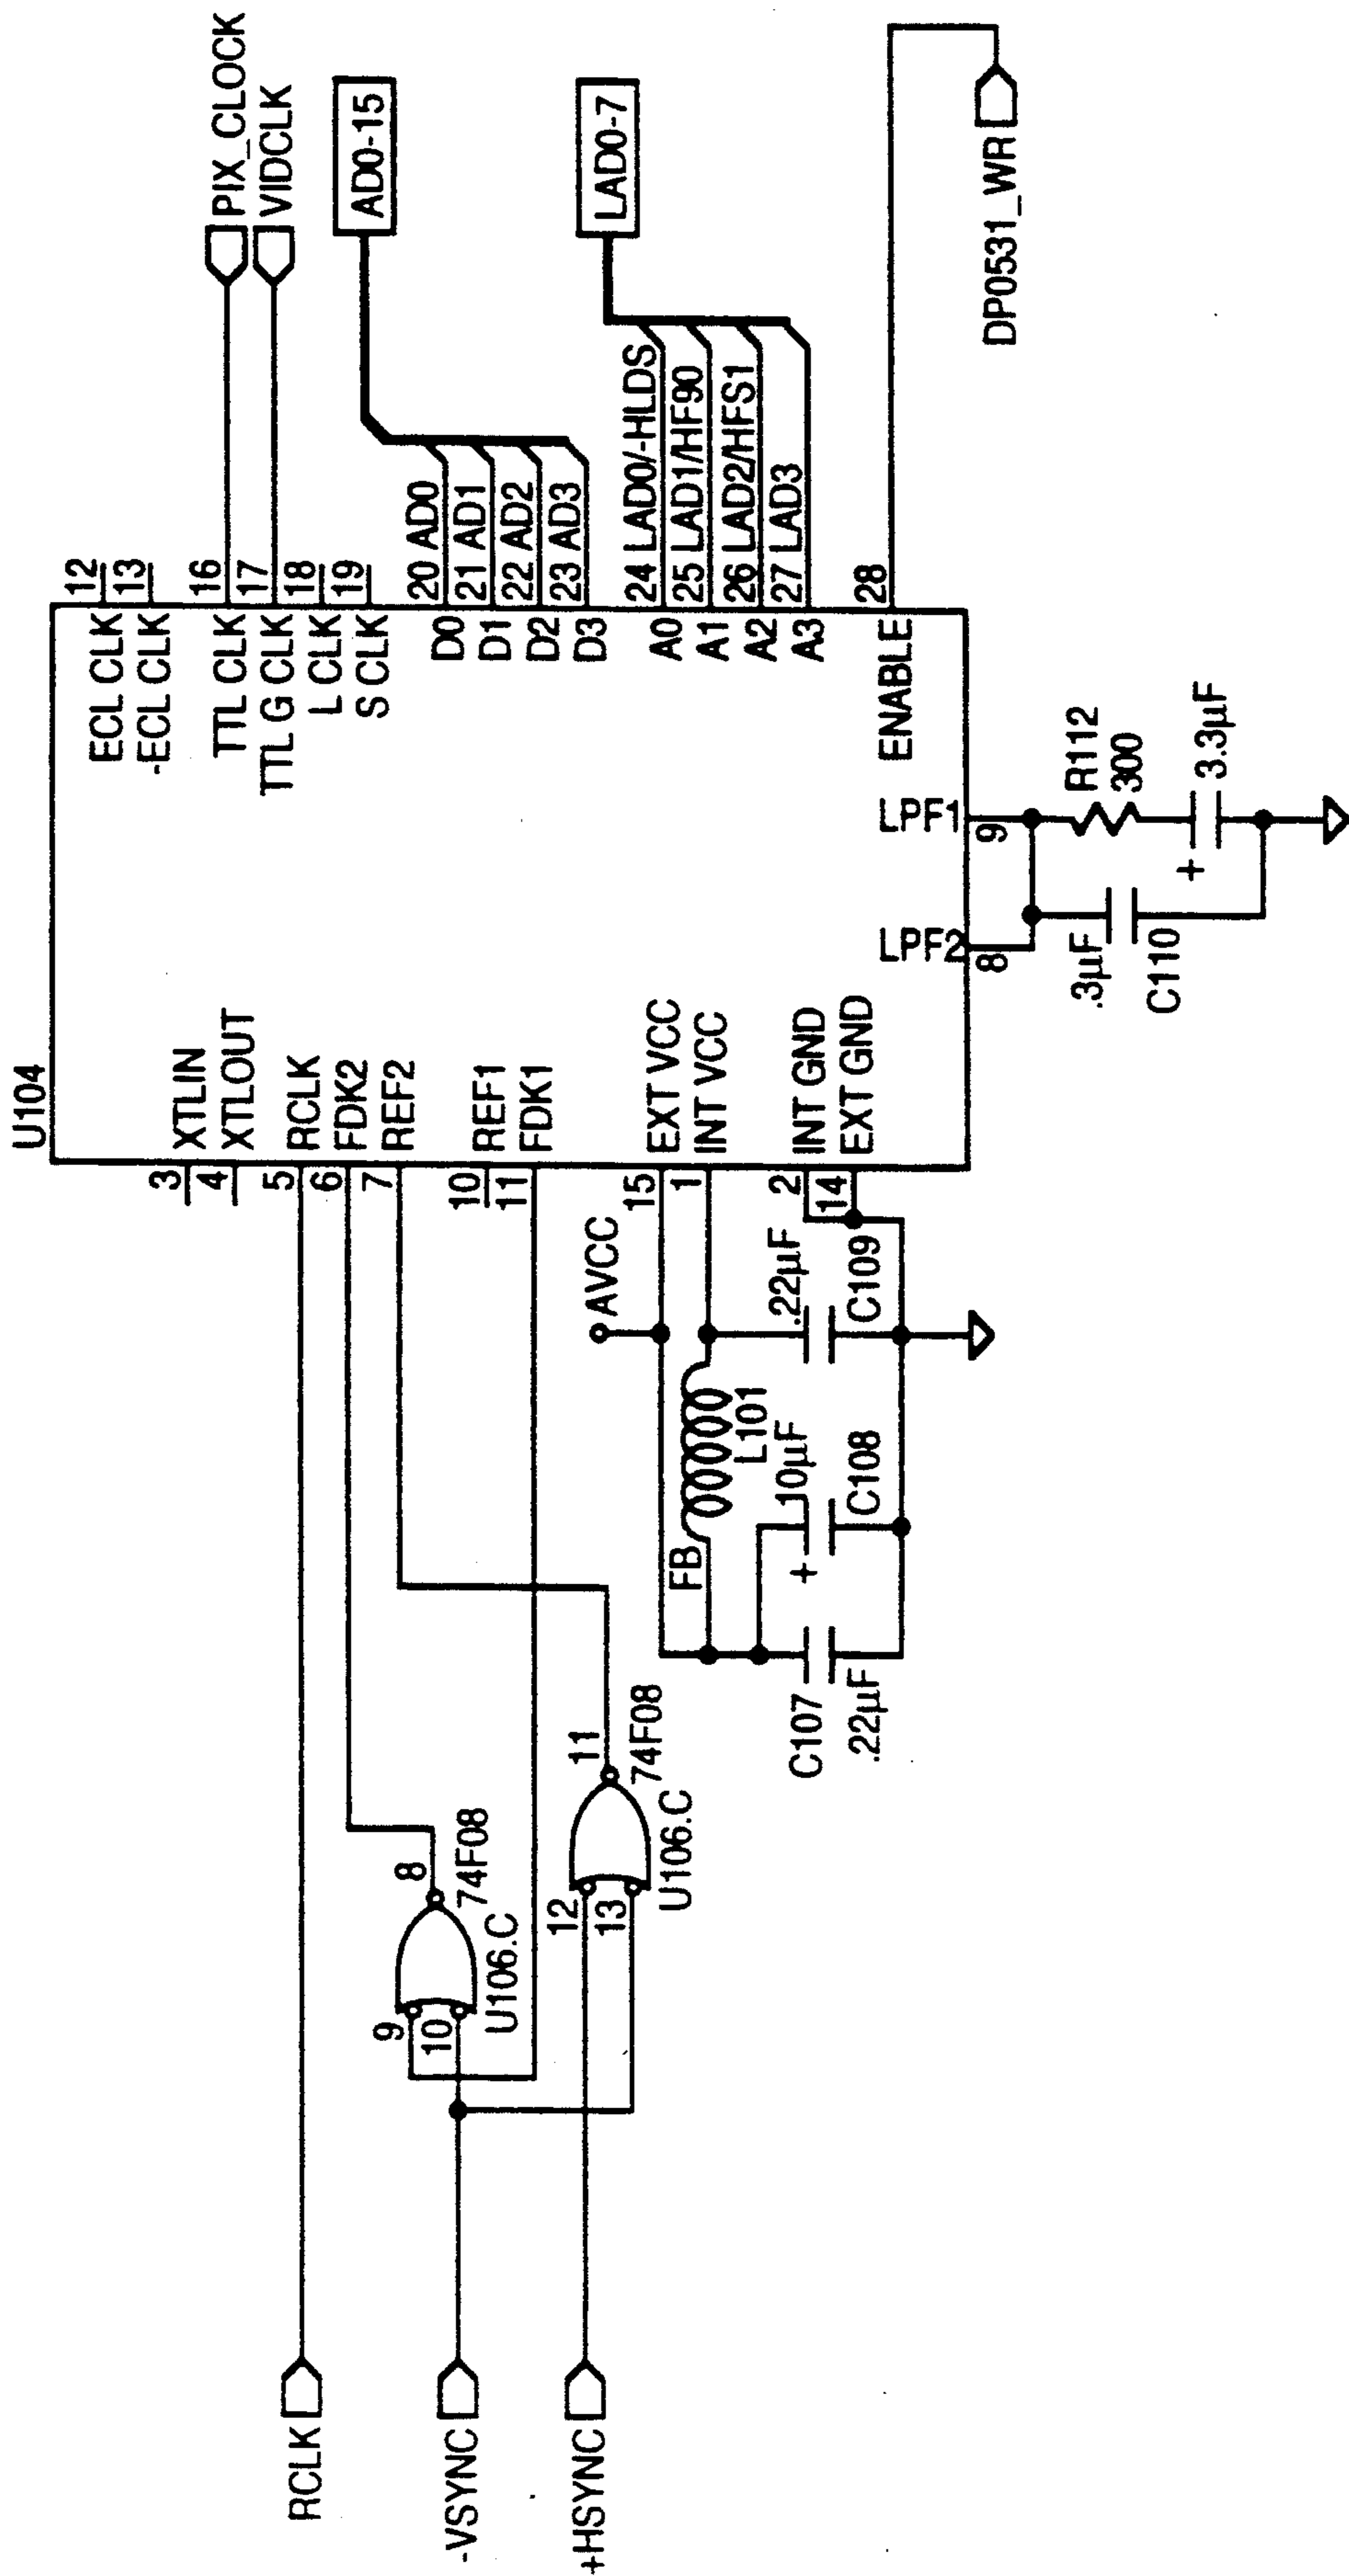 U104
3 XTLIN
4 XTLOUT
5 RCLK
6 FDK2
7 REF2
10 REF1
11 FDK1
15 EXT VCC
1 INT VCC
2 INT GND
14 EXT GND
ECL CLK 12
-ECL CLK 13
TTL CLK 16
TTL G CLK 17
L CLK 18
S CLK 19
D0 20 AD0
D1 21 AD1
D2 22 AD2
D3 23 AD3
A0 24 LAD0/-HLDS
A1 25 LAD1/HF90
A2 26 LAD2/HFS1
A3 27 LAD3
ENABLE 28
LPF2
8
LPF1
9
PIX_CLOCK
VIDCLK
AD0-15
LAD0-7
DP0531_WR
RCLK
-VSYNC
+HSYNC
9
10
8
74F08
U106.C
12
13
11
74F08
U106.C
AVCC
FB
L101
C107
.22µF
+
10µF
C108
.22µF
C109
.3µF
C110
R112
300
+
3.3µF